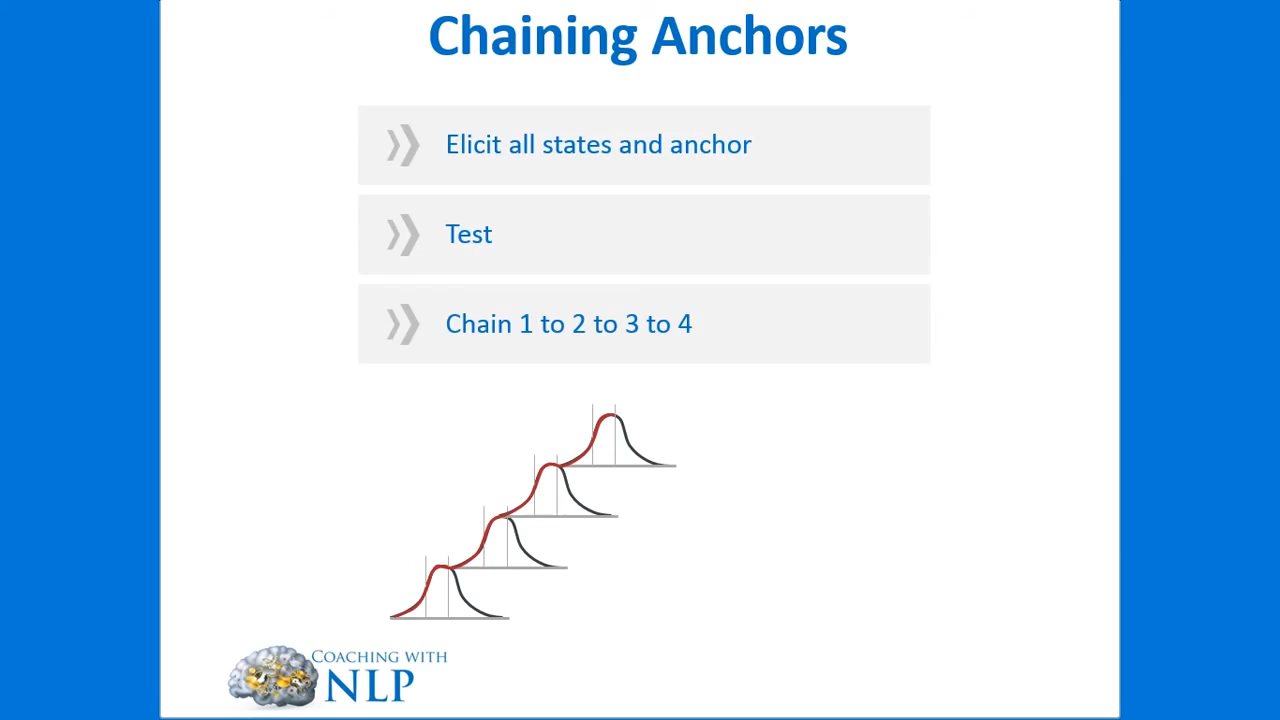 Chaining Anchors
Elicit all states and anchor
Test
Chain 1 to 2 to 3 to 4
COACHING WITH
NLP